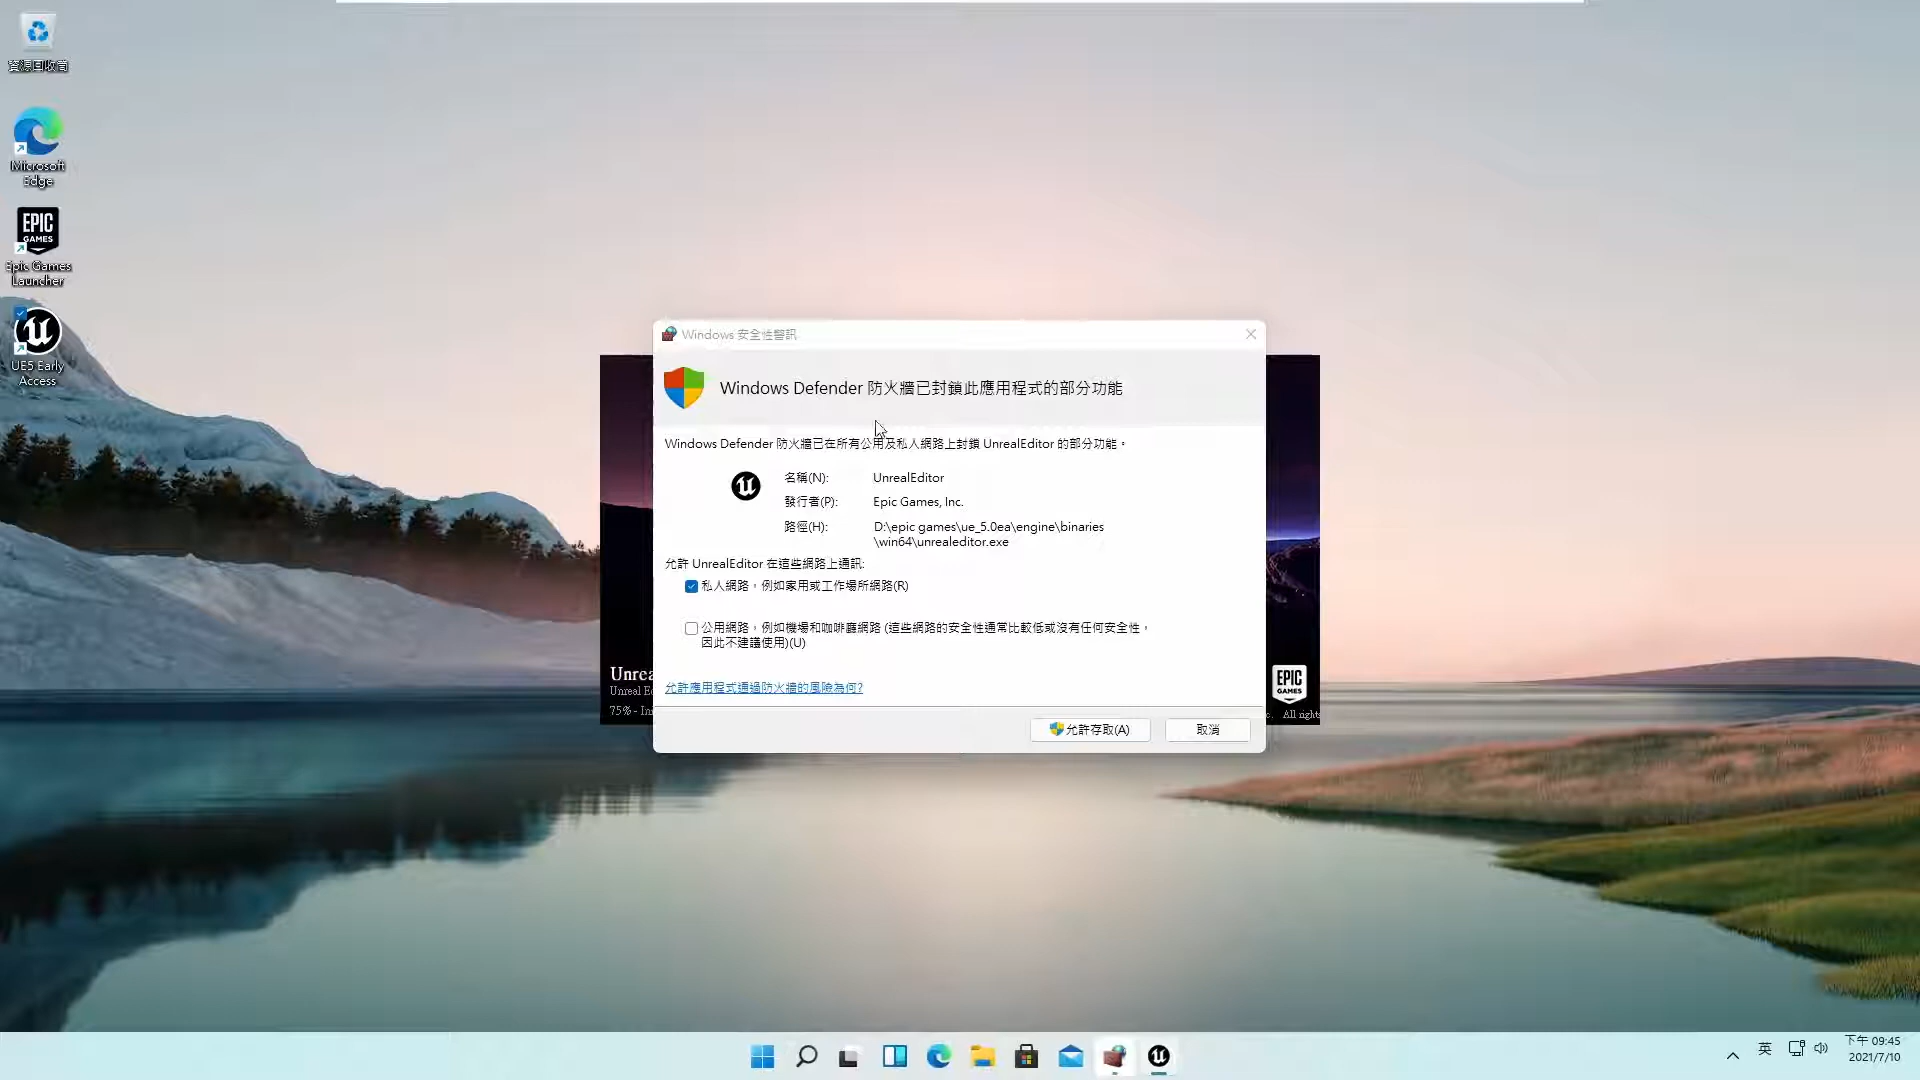 資源回收筒
Microsoft
Edge
EPIC
GAMES
Epic Games
Launcher
UE5 Early
Access
Windows 安全性警訊
Windows Defender 防火牆已封鎖此應用程式的部分功能
Windows Defender 防火牆已在所有公用及私人網路上封鎖 UnrealEditor 的部分功能。
名稱(N): UnrealEditor
發行者(P): Epic Games, Inc.
路徑(H): D:\epic games\ue_5.0ea\engine\binaries
\win64\unrealeditor.exe
允許 UnrealEditor 在這些網路上通訊:
私人網路，例如家用或工作場所網路(R)
公用網路，例如機場和咖啡廳網路 (這些網路的安全性通常比較低或沒有任何安全性，
因此不建議使用)(U)
允許應用程式通過防火牆的風險為何?
允許存取(A) 取消
Unrea
Unreal E
75% - In
EPIC
GAMES
c. All rights
英
下午 09:45
2021/7/10